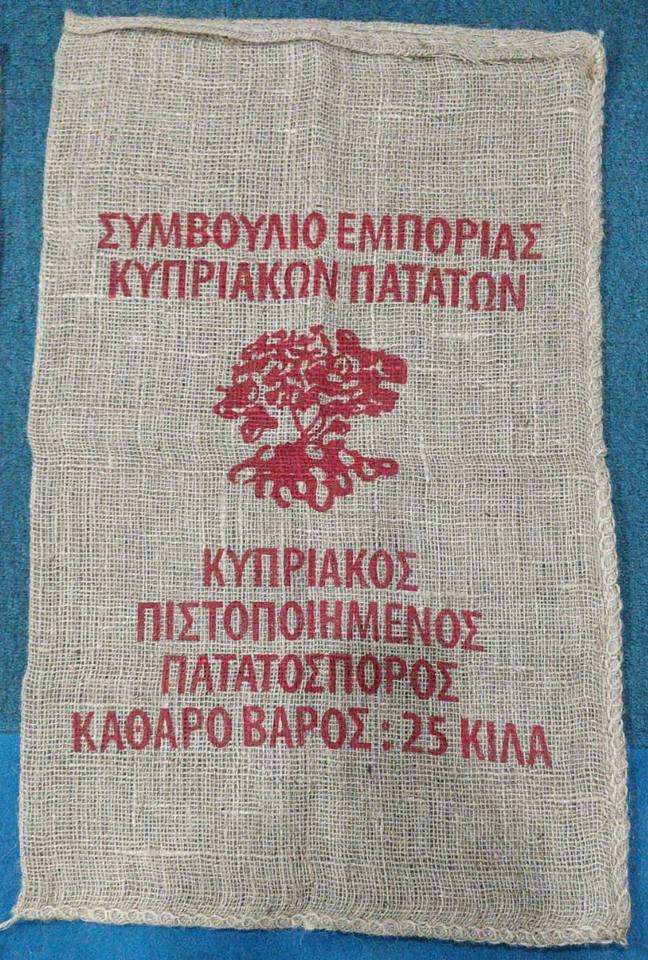 ΣΥΜΒΟΥΛΙΟ ΕΜΠΟΡΙΑΣ
ΚΥΠΡΙΑΚΩΝ ΠΑΤΑΤΩΝ
ΚΥΠΡΙΑΚΟΣ
ΠΙΣΤΟΠΟΙΗΜΕΝΟΣ
ΠΑΤΑΤΟΣΠΟΡΟΣ
ΚΑΘΑΡΟ ΒΑΡΟΣ : 25 ΚΙΛΑ